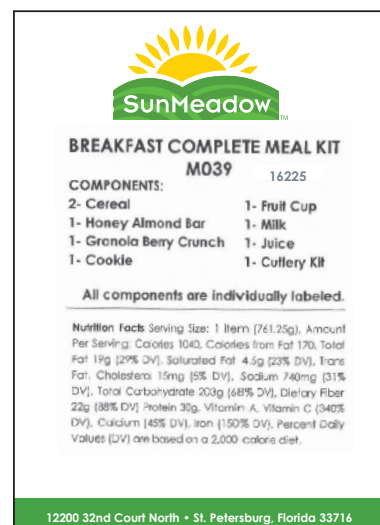 SunMeadow
TM
BREAKFAST COMPLETE MEAL KIT
M039
16225
COMPONENTS:
2- Cereal
1- Honey Almond Bar
1- Granola Berry Crunch
1- Cookie
1- Fruit Cup
1- Milk
1- Juice
1- Cutlery Kit
All components are individually labeled.
Nutrition Facts Serving Size: 1 Item (761.25g), Amount
Per Serving: Calories 1040, Calories from Fat 170, Total
Fat 19g (29% DV), Saturated Fat 4.5g (23% DV), Trans
Fat, Cholesterol 15mg (5% DV), Sodium 740mg (31%
DV), Total Carbohydrate 203g (68% DV), Dietary Fiber
22g (88% DV) Protein 30g, Vitamin A, Vitamin C (340%
DV), Calcium (45% DV), Iron (150% DV). Percent Daily
Values (DV) are based on a 2,000 calorie diet.
12200 32nd Court North • St. Petersburg, Florida 33716